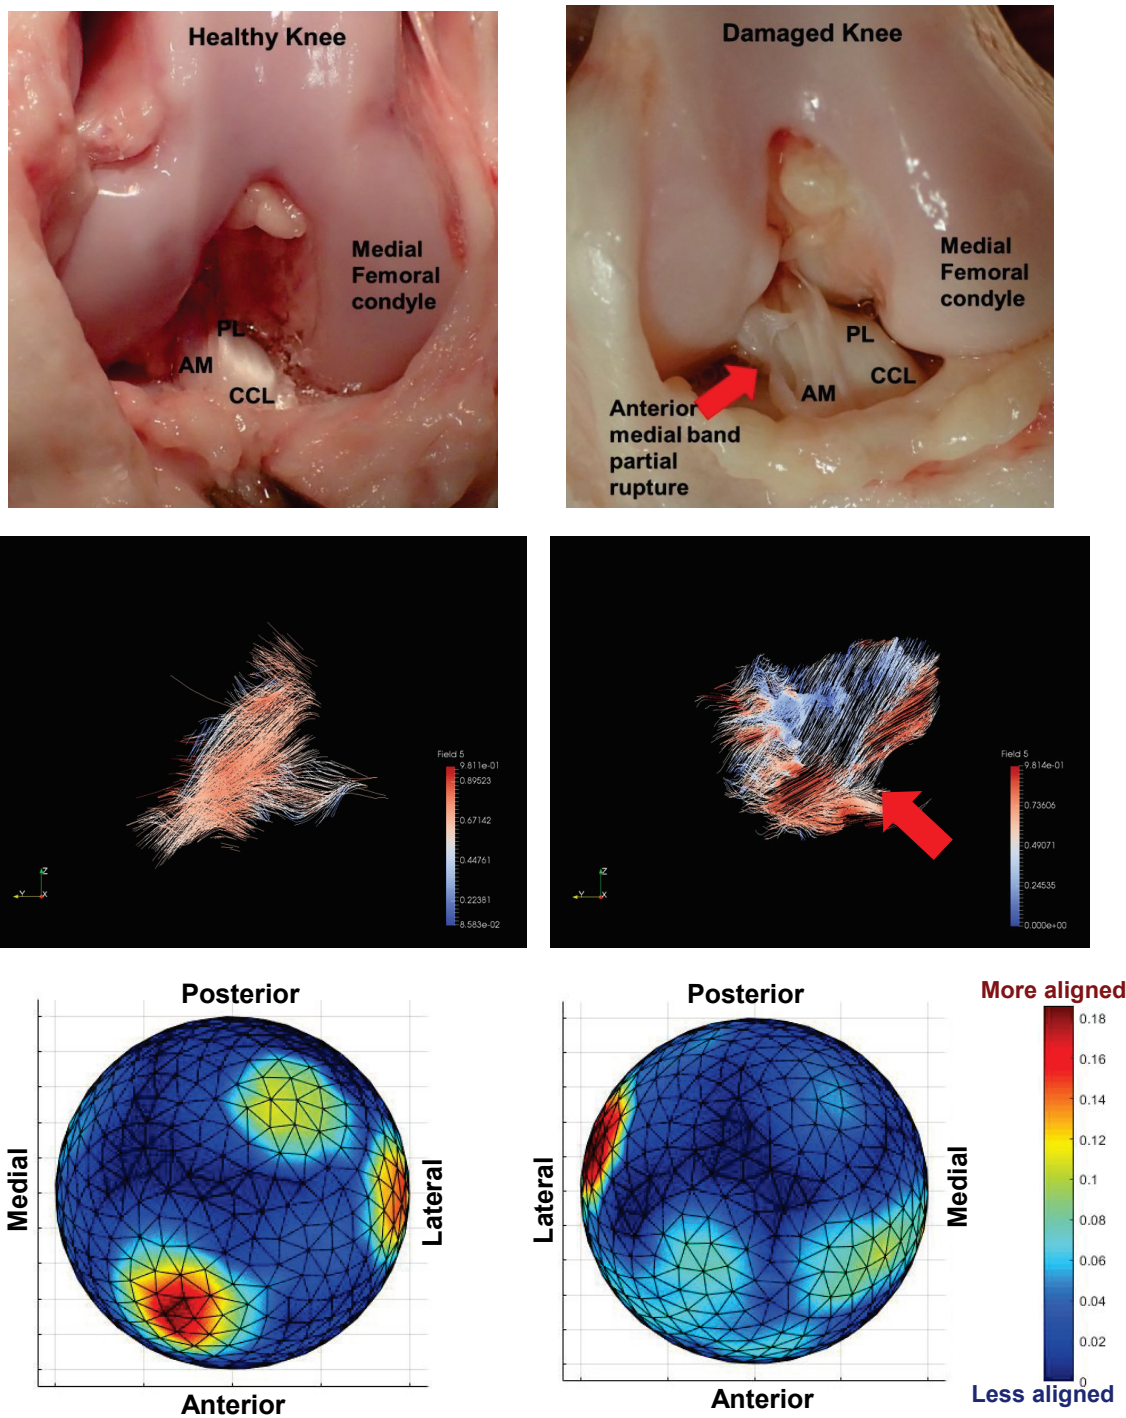 Healthy Knee
Medial
Femoral
condyle
PL
AM
CCL
Damaged Knee
Medial
Femoral
condyle
PL
CCL
AM
Anterior
medial band
partial
rupture
Field 5
9.811e-01
0.89523
0.67142
0.44761
0.22381
8.583e-02
Z
Y
X
Field 5
9.814e-01
0.73606
0.49071
0.24535
0.000e+00
Z
Y
X
Posterior
Medial
Lateral
Anterior
Posterior
Lateral
Medial
Anterior
More aligned
0.18
0.16
0.14
0.12
0.1
0.08
0.06
0.04
0.02
0
Less aligned